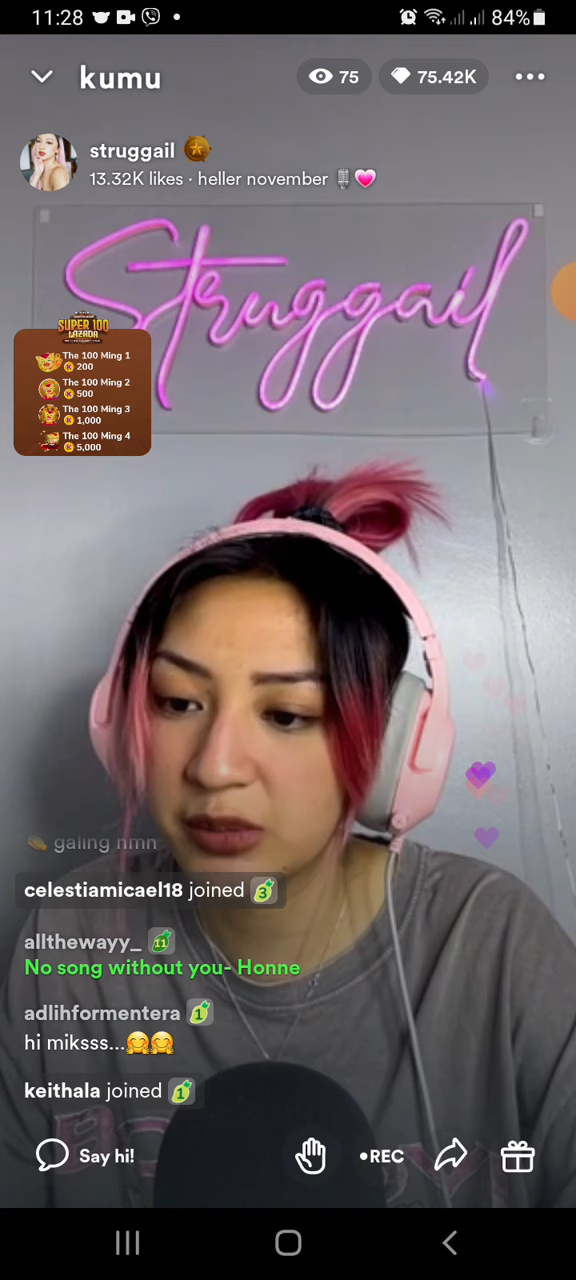 11:28
84%
kumu
75
75.42K
struggail
13.32K likes · heller november
Struggail
SUPER 100
LAZADA
The 100 Ming 1
200
The 100 Ming 2
500
The 100 Ming 3
1,000
The 100 Ming 4
5,000
galing nmn
celestiamicael18 joined 3
allthewayy_ 11
No song without you- Honne
adlihformentera 1
hi miksss...🤗🤗
keithala joined 1
Say hi!
•REC